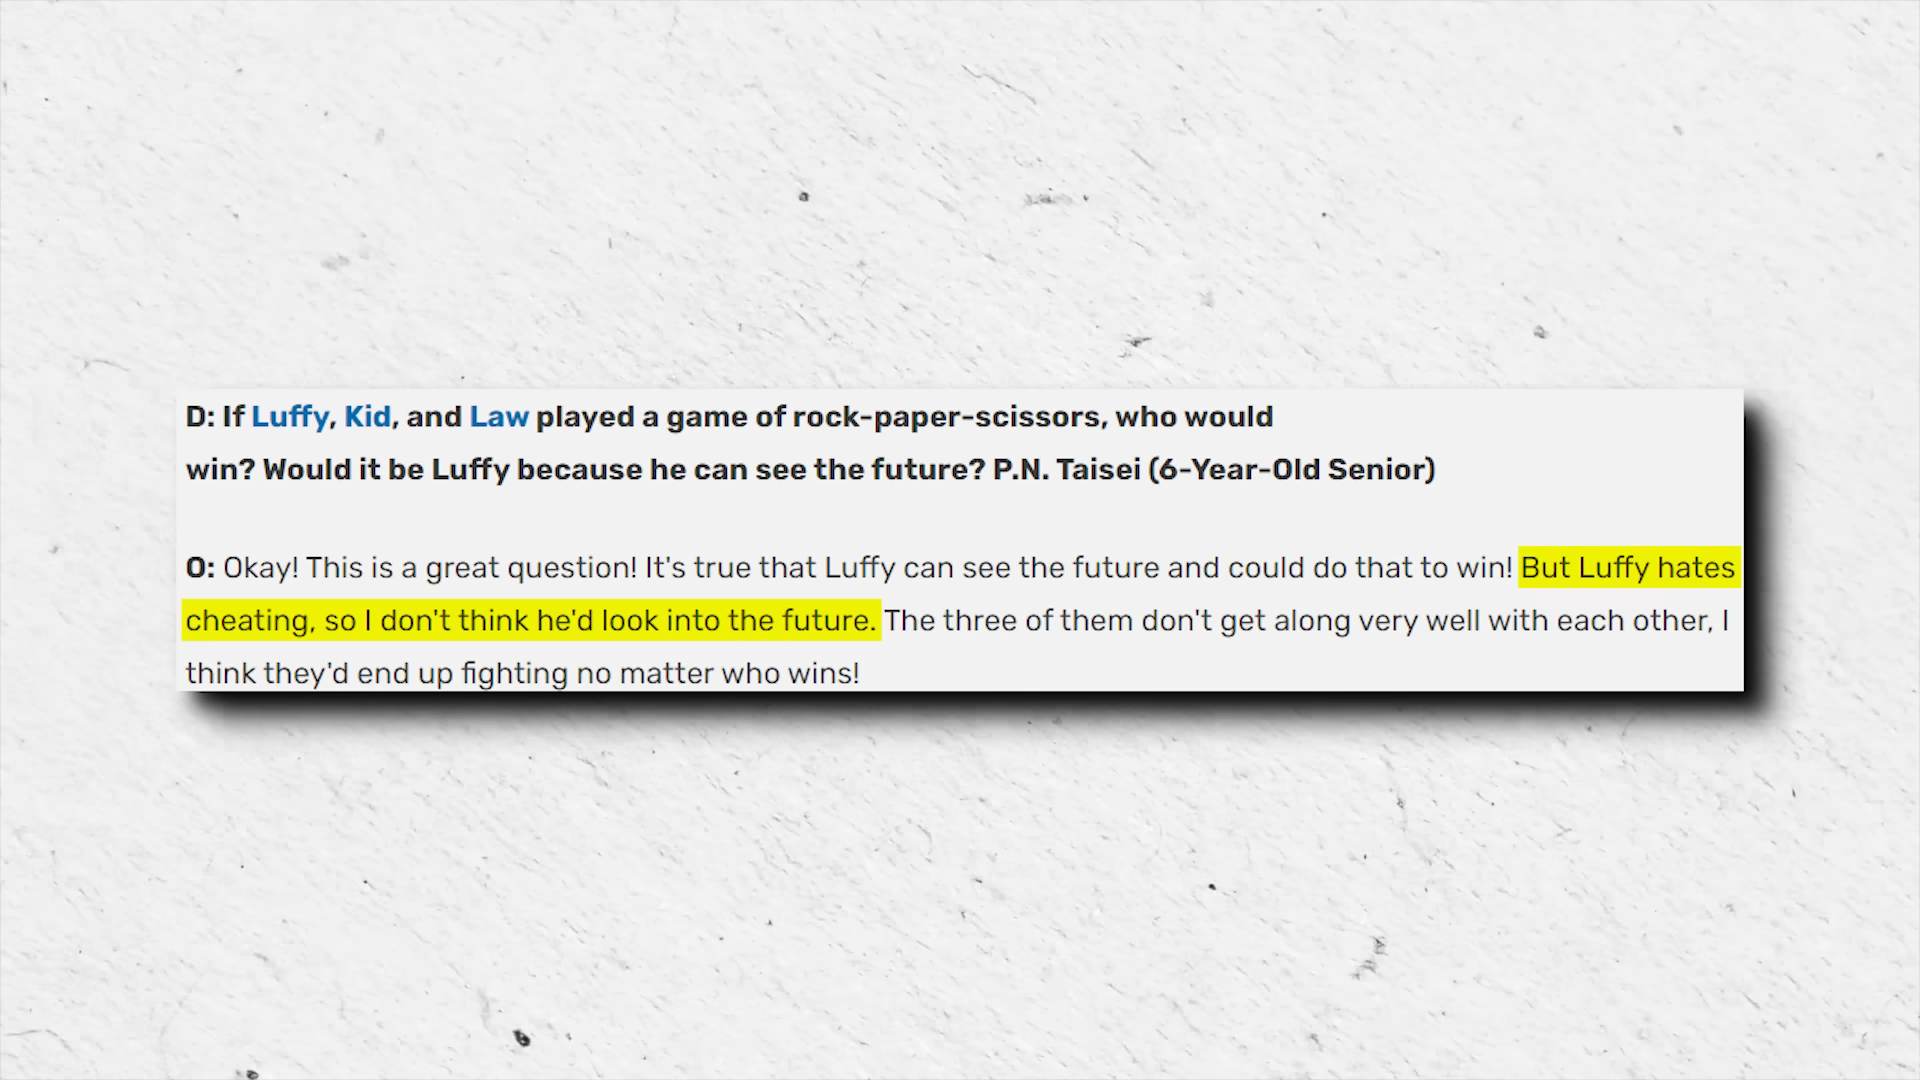 D: If Luffy, Kid, and Law played a game of rock-paper-scissors, who would
win? Would it be Luffy because he can see the future? P.N. Taisei (6-Year-Old Senior)
O: Okay! This is a great question! It's true that Luffy can see the future and could do that to win! But Luffy hates
cheating, so I don't think he'd look into the future. The three of them don't get along very well with each other, I
think they'd end up fighting no matter who wins!